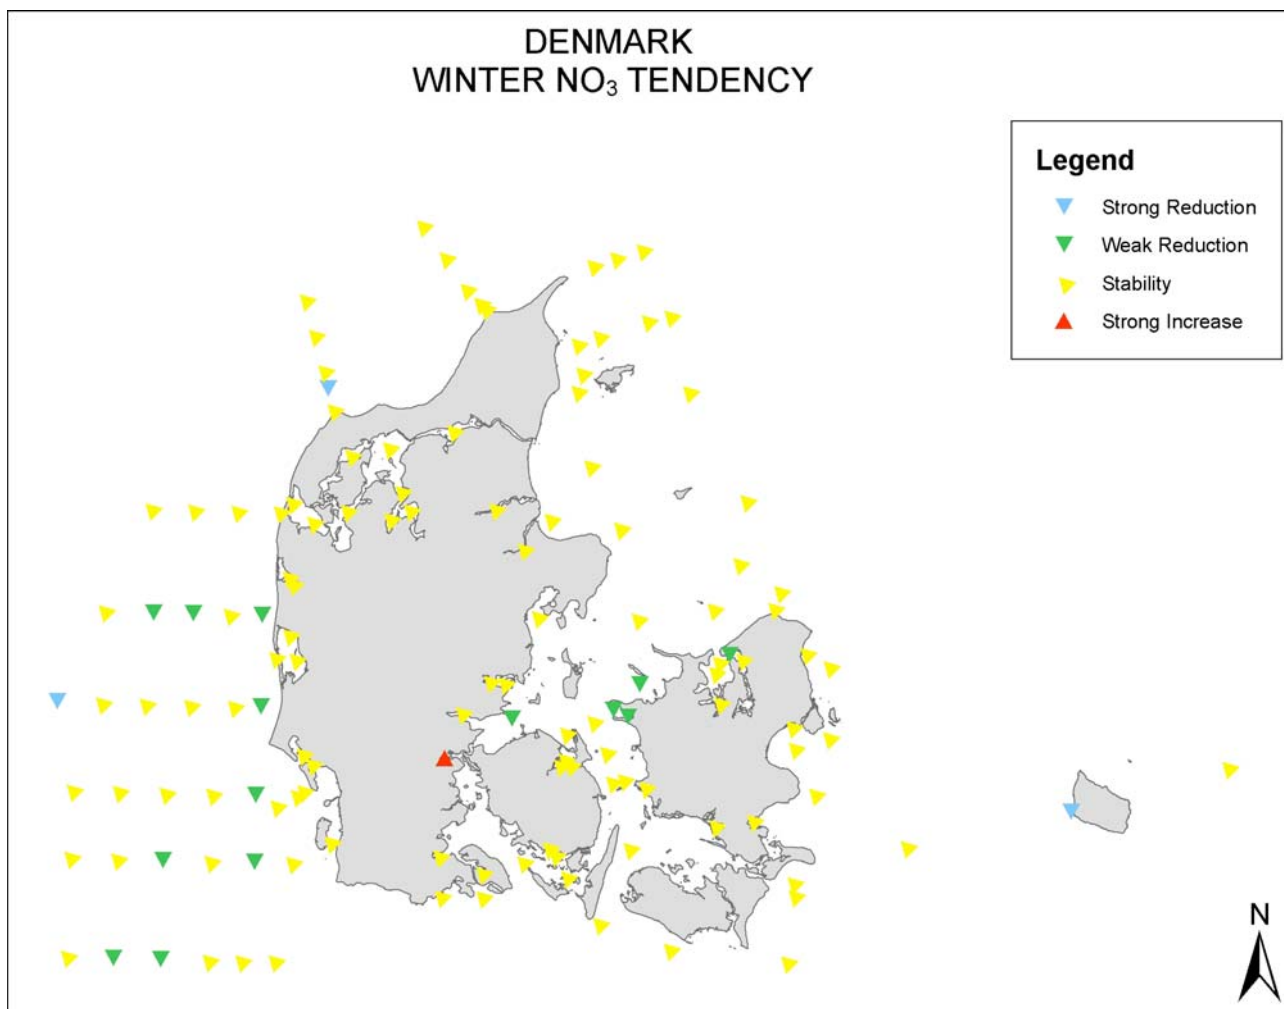 DENMARK
WINTER NO₃ TENDENCY
Legend
Strong Reduction
Weak Reduction
Stability
Strong Increase
N